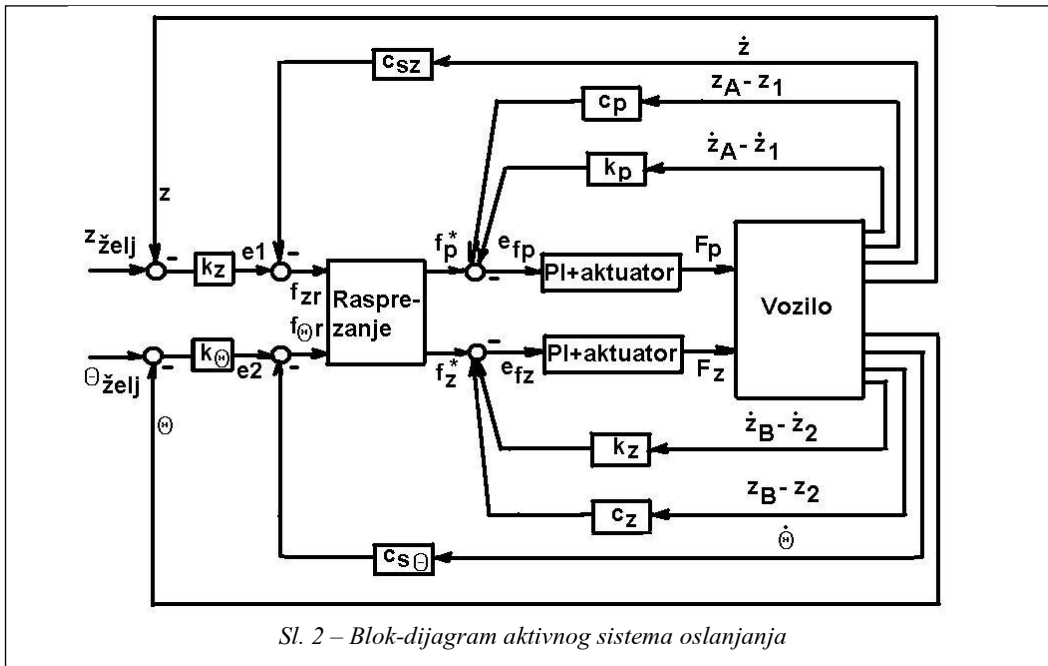 ż
c_sz
z_A - z_1
c_p
ż_A - ż_1
k_p
z
z_želj
k_z
e1
f_zr
f_Θr
Raspre-
zanje
f_p*
e_fp
PI+aktuator
F_p
Vozilo
Θ_želj
k_Θ
e2
f_z*
e_fz
PI+aktuator
F_z
Θ
ż_B - ż_2
k_z
z_B - z_2
c_z
Θ̇
c_sΘ
-
-
-
-
-
-
Sl. 2 – Blok-dijagram aktivnog sistema oslanjanja